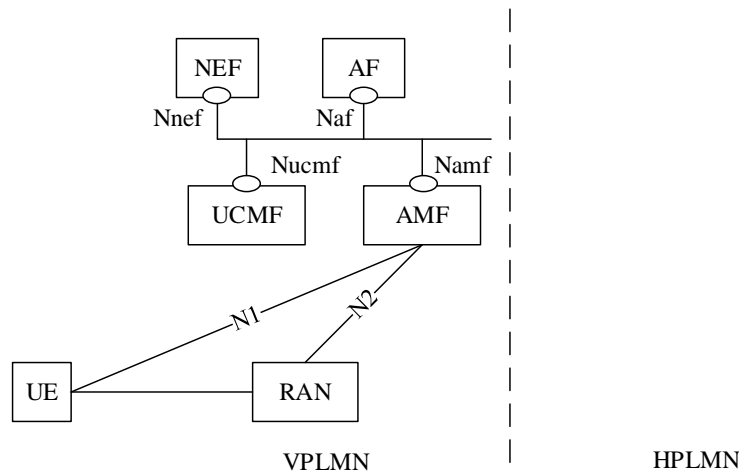 NEF
AF
Nnef
Naf
Nucmf
Namf
UCMF
AMF
N1
N2
UE
RAN
VPLMN
HPLMN